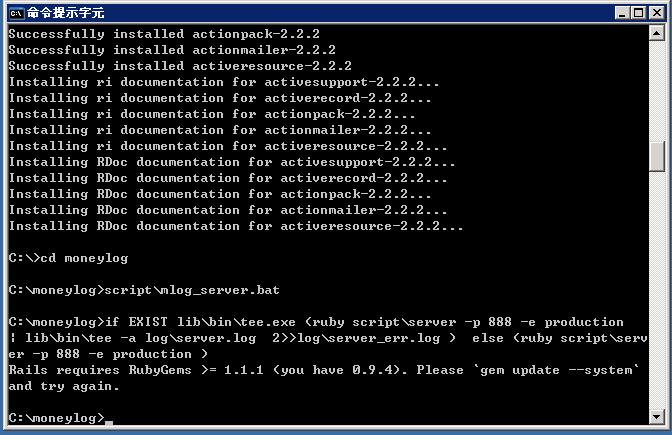 命令提示字元
Successfully installed actionpack-2.2.2
Successfully installed actionmailer-2.2.2
Successfully installed activeresource-2.2.2
Installing ri documentation for activesupport-2.2.2...
Installing ri documentation for activerecord-2.2.2...
Installing ri documentation for actionpack-2.2.2...
Installing ri documentation for actionmailer-2.2.2...
Installing ri documentation for activeresource-2.2.2...
Installing RDoc documentation for activesupport-2.2.2...
Installing RDoc documentation for activerecord-2.2.2...
Installing RDoc documentation for actionpack-2.2.2...
Installing RDoc documentation for actionmailer-2.2.2...
Installing RDoc documentation for activeresource-2.2.2...
C:\>cd moneylog
C:\moneylog>script\mlog_server.bat
C:\moneylog>if EXIST lib\bin\tee.exe (ruby script\server -p 888 -e production
| lib\bin\tee -a log\server.log  2>>log\server_err.log )  else (ruby script\serv
er -p 888 -e production )
Rails requires RubyGems >= 1.1.1 (you have 0.9.4). Please `gem update --system`
and try again.
C:\moneylog>_